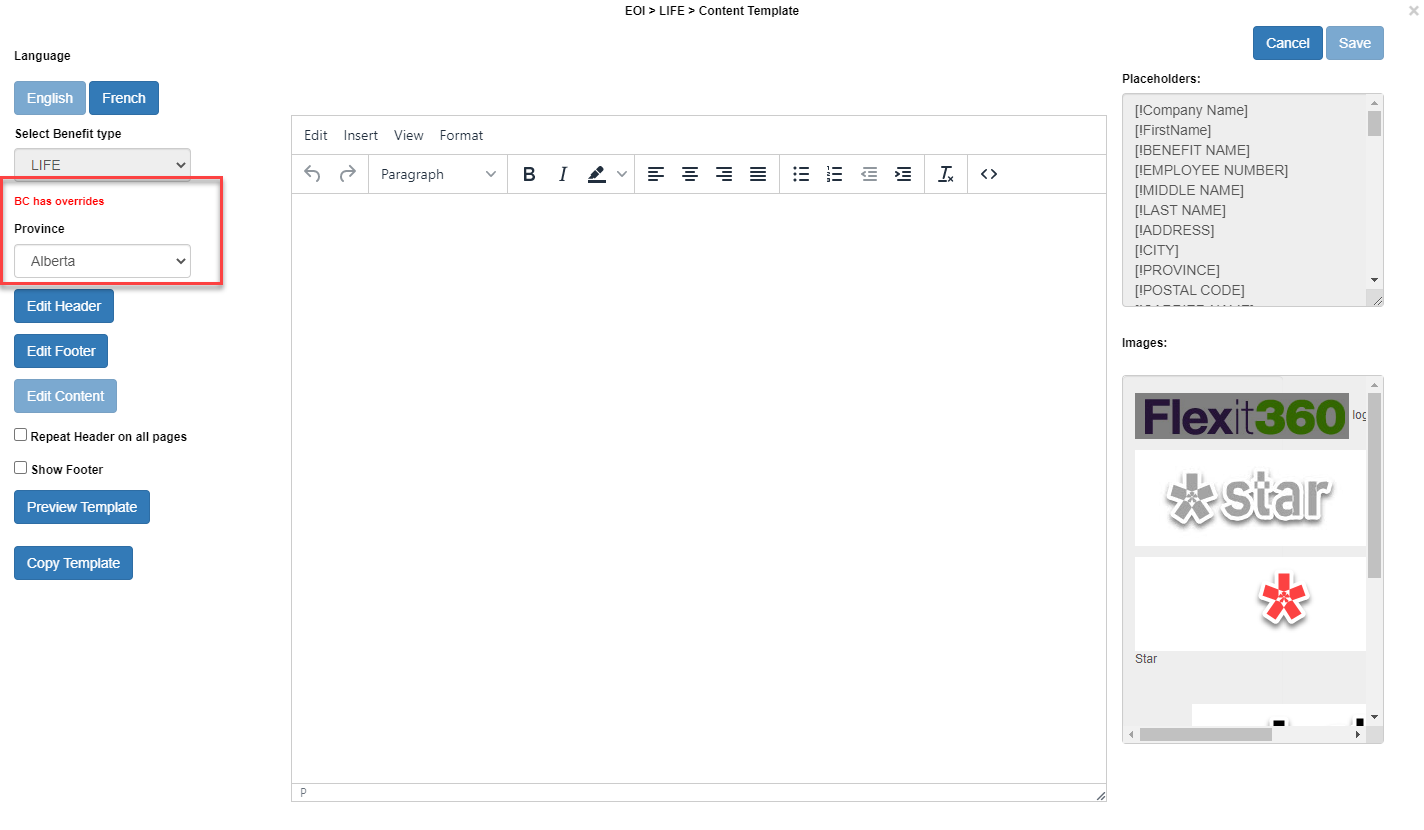 EOI > LIFE > Content Template
×
Cancel
Save
Language
English
French
Select Benefit type
LIFE
BC has overrides
Province
Alberta
Edit Header
Edit Footer
Edit Content
Repeat Header on all pages
Show Footer
Preview Template
Copy Template
Edit Insert View Format
Paragraph
B I
P
Placeholders:
[!Company Name]
[!FirstName]
[!BENEFIT NAME]
[!EMPLOYEE NUMBER]
[!MIDDLE NAME]
[!LAST NAME]
[!ADDRESS]
[!CITY]
[!PROVINCE]
[!POSTAL CODE]
Images:
Flexit360
star
Star